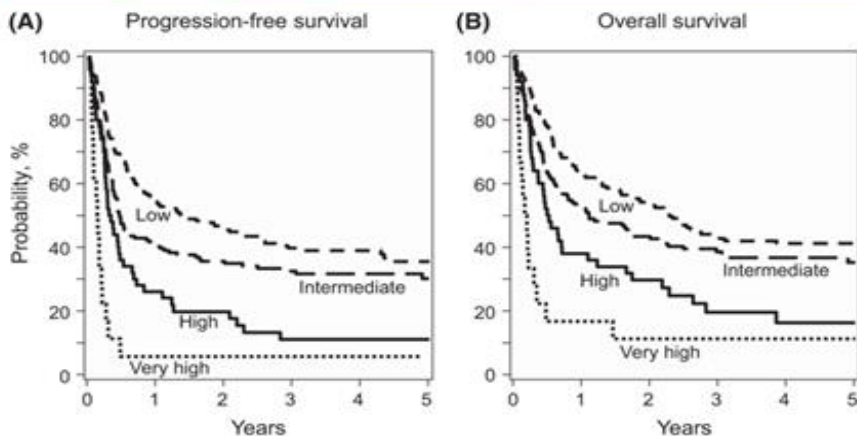 (A) Progression-free survival
Probability, %
100
80
60
40
20
0
Low
Intermediate
High
Very high
0 1 2 3 4 5
Years
(B) Overall survival
100
80
60
40
20
0
Low
Intermediate
High
Very high
0 1 2 3 4 5
Years